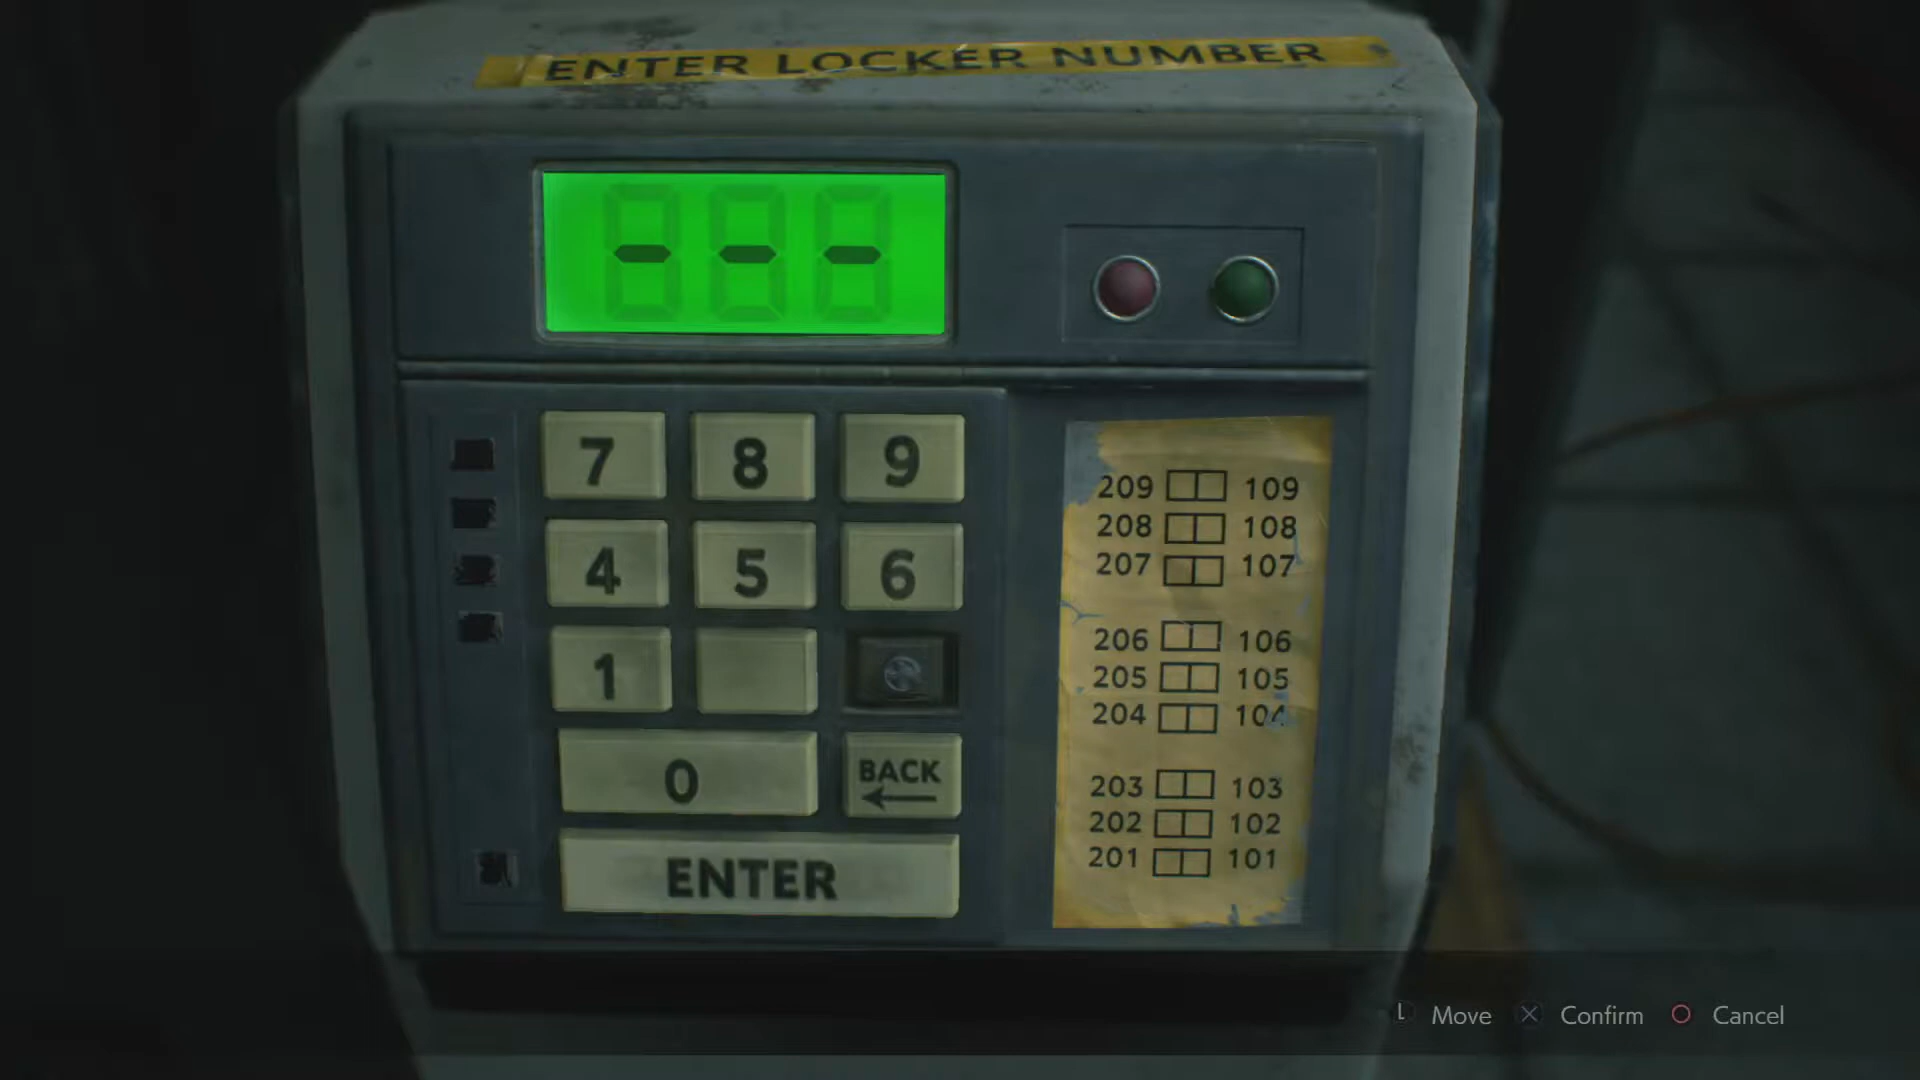 ENTER LOCKER NUMBER
7 8 9
4 5 6
1
0 BACK
ENTER
209 109
208 108
207 107
206 106
205 105
204 104
203 103
202 102
201 101
L Move Confirm Cancel